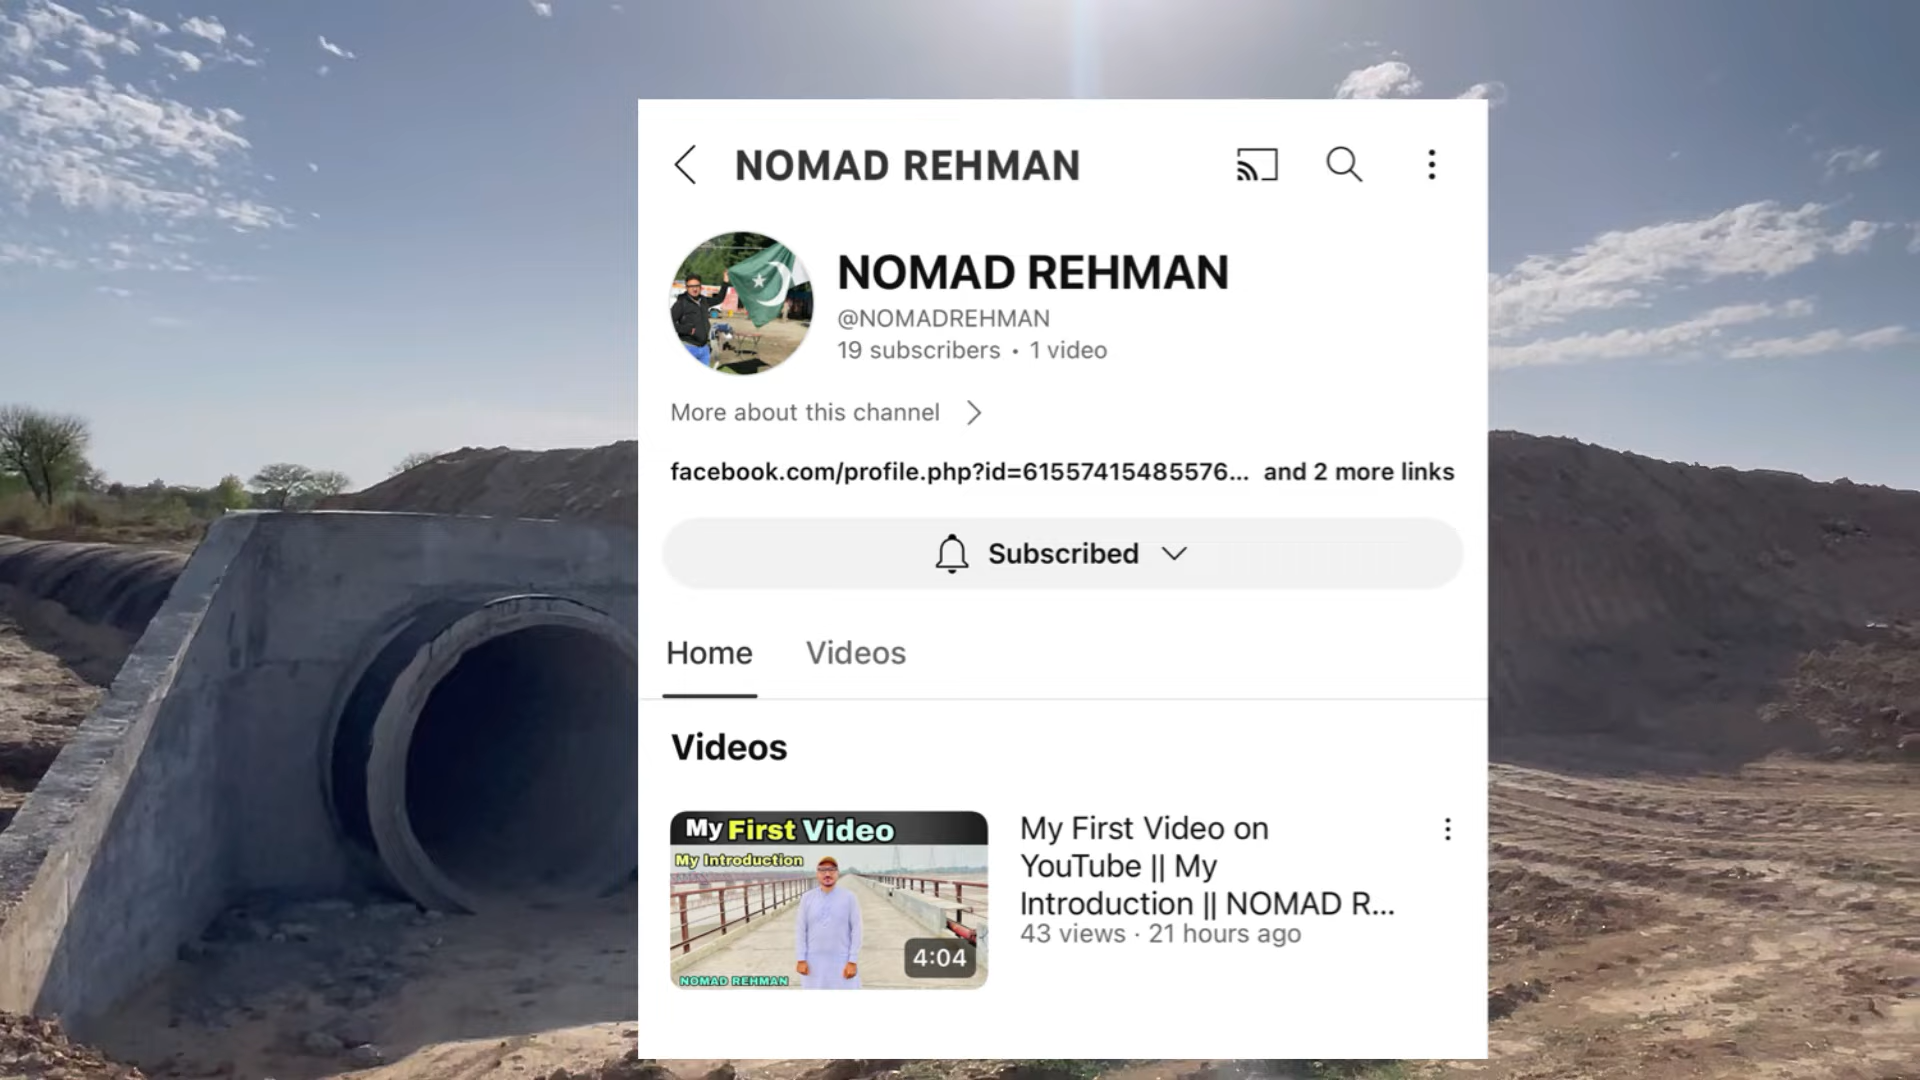 NOMAD REHMAN
NOMAD REHMAN
@NOMADREHMAN
19 subscribers • 1 video
More about this channel
facebook.com/profile.php?id=61557415485576... and 2 more links
Subscribed
Home Videos
Videos
My First Video
My Introduction
4:04
NOMAD REHMAN
My First Video on
YouTube || My
Introduction || NOMAD R...
43 views · 21 hours ago